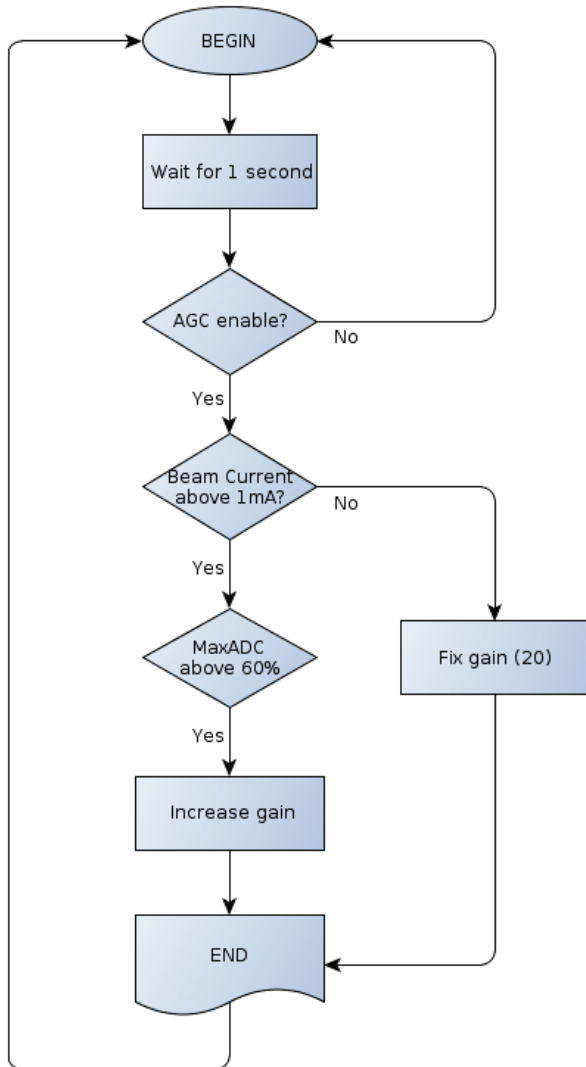 BEGIN
Wait for 1 second
AGC enable?
No
Yes
Beam Current
above 1mA?
No
Yes
MaxADC
above 60%
Fix gain (20)
Yes
Increase gain
END